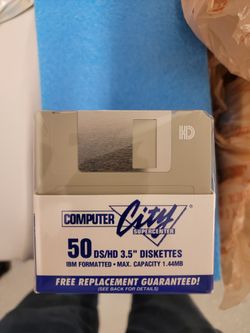 HD
COMPUTER City
SUPERCENTER
50 DS/HD 3.5" DISKETTES
IBM FORMATTED • MAX. CAPACITY 1.44MB
FREE REPLACEMENT GUARANTEED!
(SEE BACK FOR DETAILS)